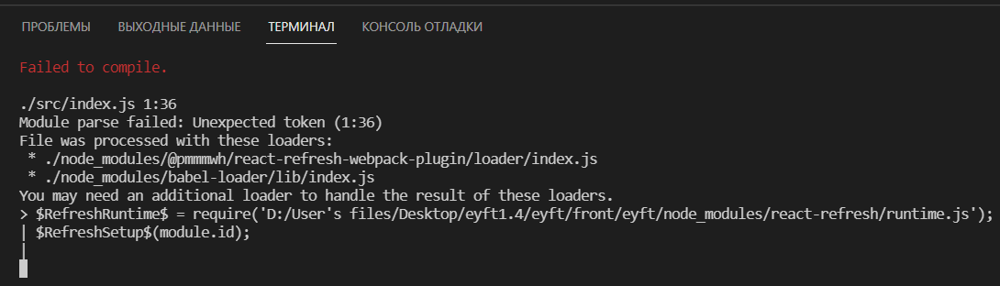 ПРОБЛЕМЫ ВЫХОДНЫЕ ДАННЫЕ ТЕРМИНАЛ КОНСОЛЬ ОТЛАДКИ
Failed to compile.
./src/index.js 1:36
Module parse failed: Unexpected token (1:36)
File was processed with these loaders:
 * ./node_modules/@pmmmwh/react-refresh-webpack-plugin/loader/index.js
 * ./node_modules/babel-loader/lib/index.js
You may need an additional loader to handle the result of these loaders.
> $RefreshRuntime$ = require('D:/User's files/Desktop/eyft1.4/eyft/front/eyft/node_modules/react-refresh/runtime.js');
| $RefreshSetup$(module.id);
|